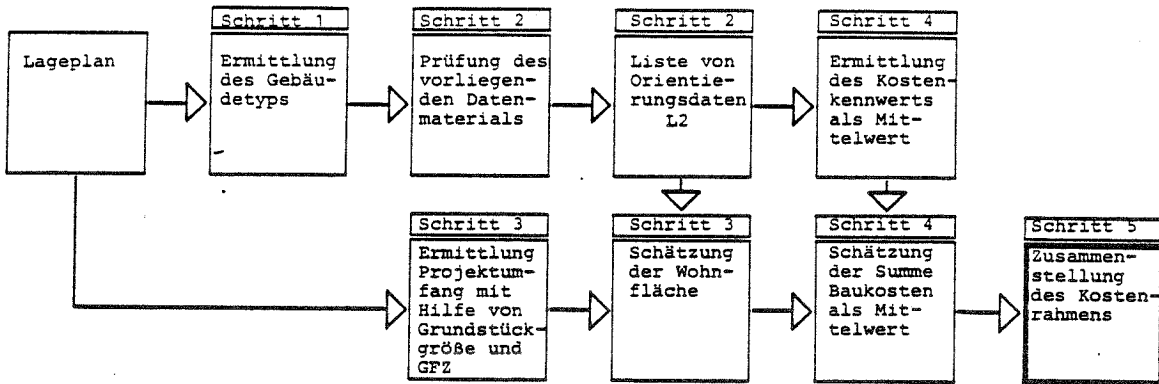 Lageplan
Schritt 1
Ermittlung
des Gebäu-
detyps
Schritt 2
Prüfung des
vorliegen-
den Daten-
materials
Schritt 2
Liste von
Orientie-
rungsdaten
L2
Schritt 4
Ermittlung
des Kosten-
kennwerts
als Mit-
telwert
Schritt 3
Ermittlung
Projektum-
fang mit
Hilfe von
Grundstück-
größe und
GFZ
Schritt 3
Schätzung
der Wohn-
fläche
Schritt 4
Schätzung
der Summe
Baukosten
als Mit-
telwert
Schritt 5
Zusammen-
stellung
des Kosten-
rahmens